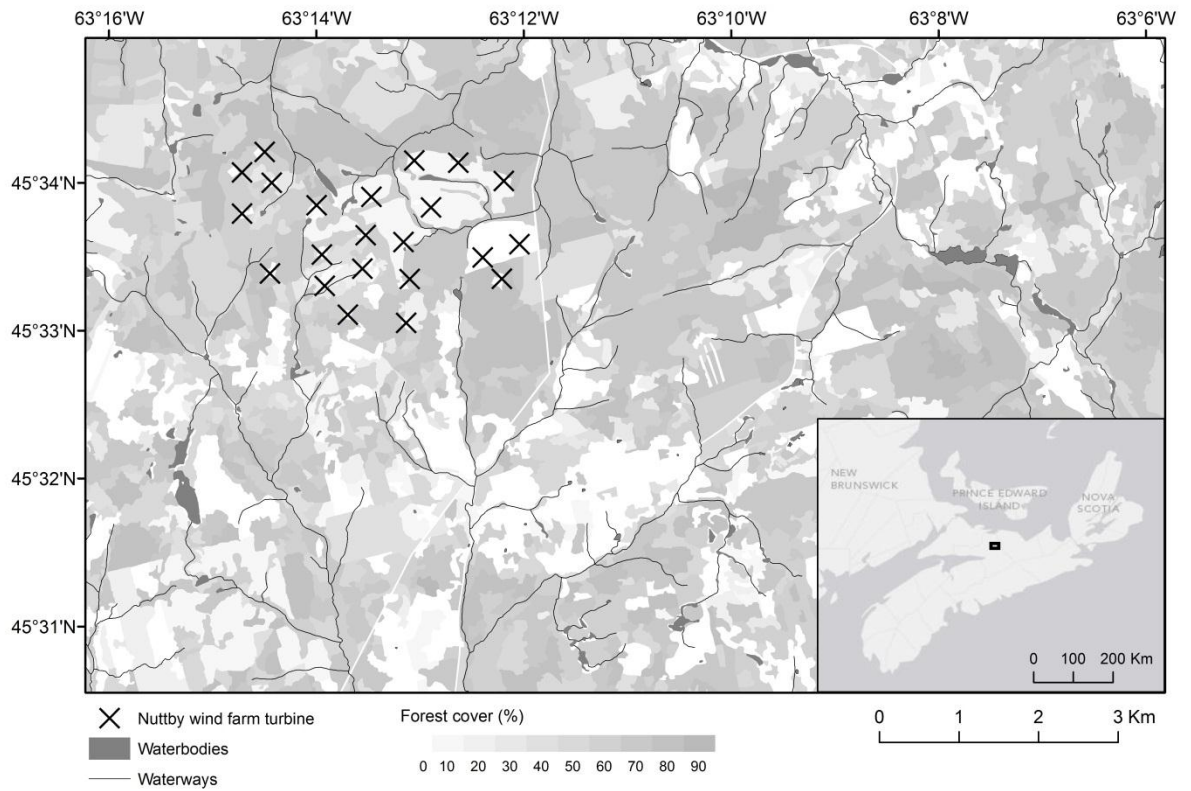 63°16'W 63°14'W 63°12'W 63°10'W 63°8'W 63°6'W
45°34'N
45°33'N
45°32'N
45°31'N
NEW
BRUNSWICK
PRINCE EDWARD
ISLAND
NOVA
SCOTIA
0 100 200 Km
Nuttby wind farm turbine
Waterbodies
Waterways
Forest cover (%)
0 10 20 30 40 50 60 70 80 90
0 1 2 3 Km